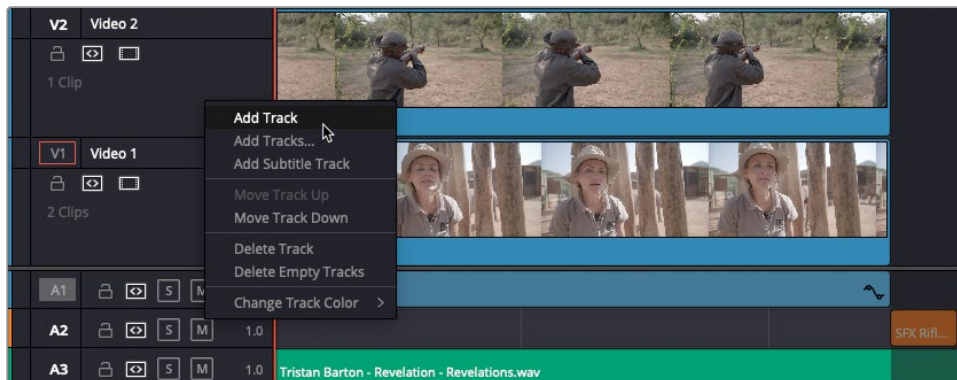 V2 Video 2
1 Clip
Add Track
Add Tracks...
Add Subtitle Track
V1 Video 1
2 Clips
Move Track Up
Move Track Down
Delete Track
Delete Empty Tracks
Change Track Color >
A1 S M
A2 S M 1.0
SFX Rifl...
A3 S M 1.0
Tristan Barton - Revelation - Revelations.wav